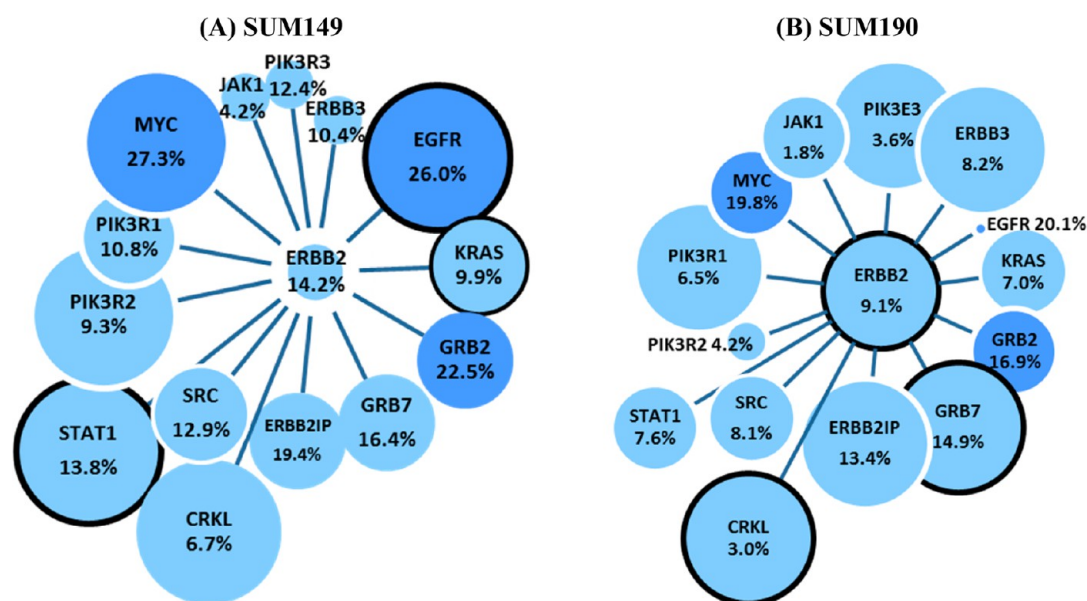 (A) SUM149
PIK3R3
12.4%
JAK1
4.2%
ERBB3
10.4%
MYC
27.3%
EGFR
26.0%
PIK3R1
10.8%
ERBB2
14.2%
KRAS
9.9%
PIK3R2
9.3%
GRB2
22.5%
SRC
12.9%
ERBB2IP
19.4%
GRB7
16.4%
STAT1
13.8%
CRKL
6.7%
(B) SUM190
PIK3E3
3.6%
JAK1
1.8%
ERBB3
8.2%
MYC
19.8%
EGFR 20.1%
PIK3R1
6.5%
ERBB2
9.1%
KRAS
7.0%
PIK3R2 4.2%
GRB2
16.9%
STAT1
7.6%
SRC
8.1%
ERBB2IP
13.4%
GRB7
14.9%
CRKL
3.0%